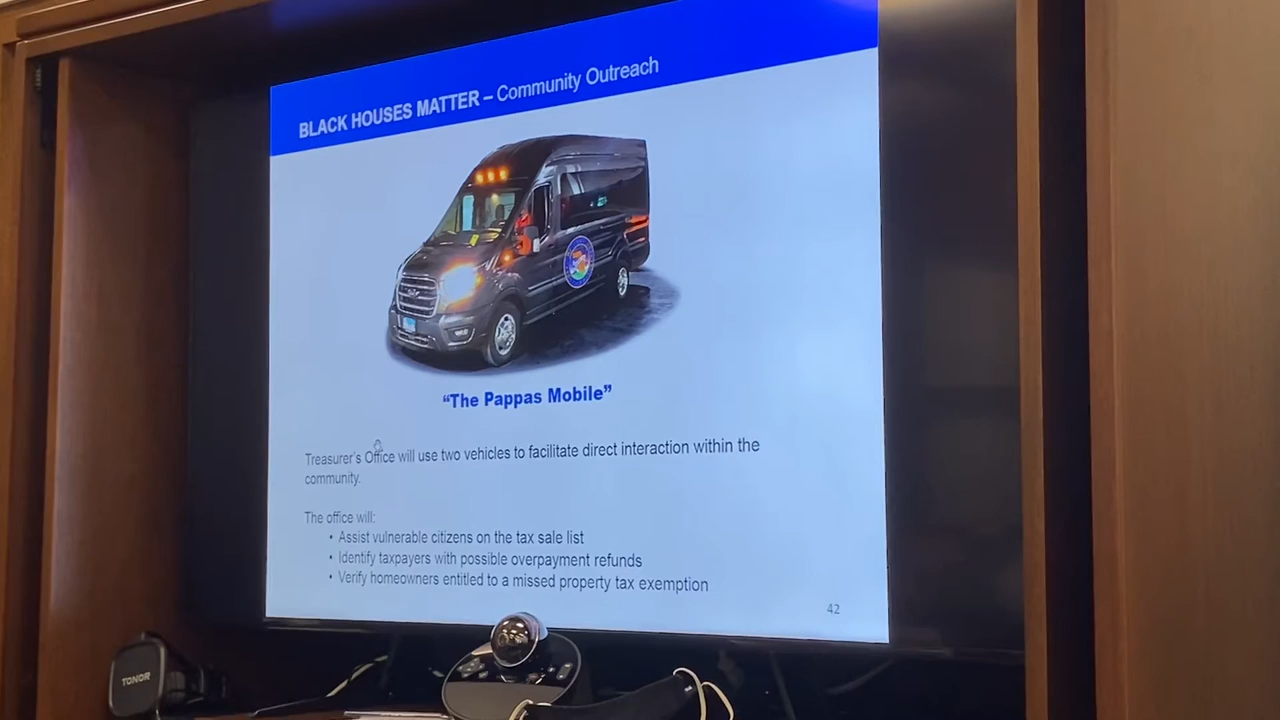 BLACK HOUSES MATTER – Community Outreach
“The Pappas Mobile”
Treasurer's Office will use two vehicles to facilitate direct interaction within the
community.
The office will:
• Assist vulnerable citizens on the tax sale list
• Identify taxpayers with possible overpayment refunds
• Verify homeowners entitled to a missed property tax exemption
42
TONOR